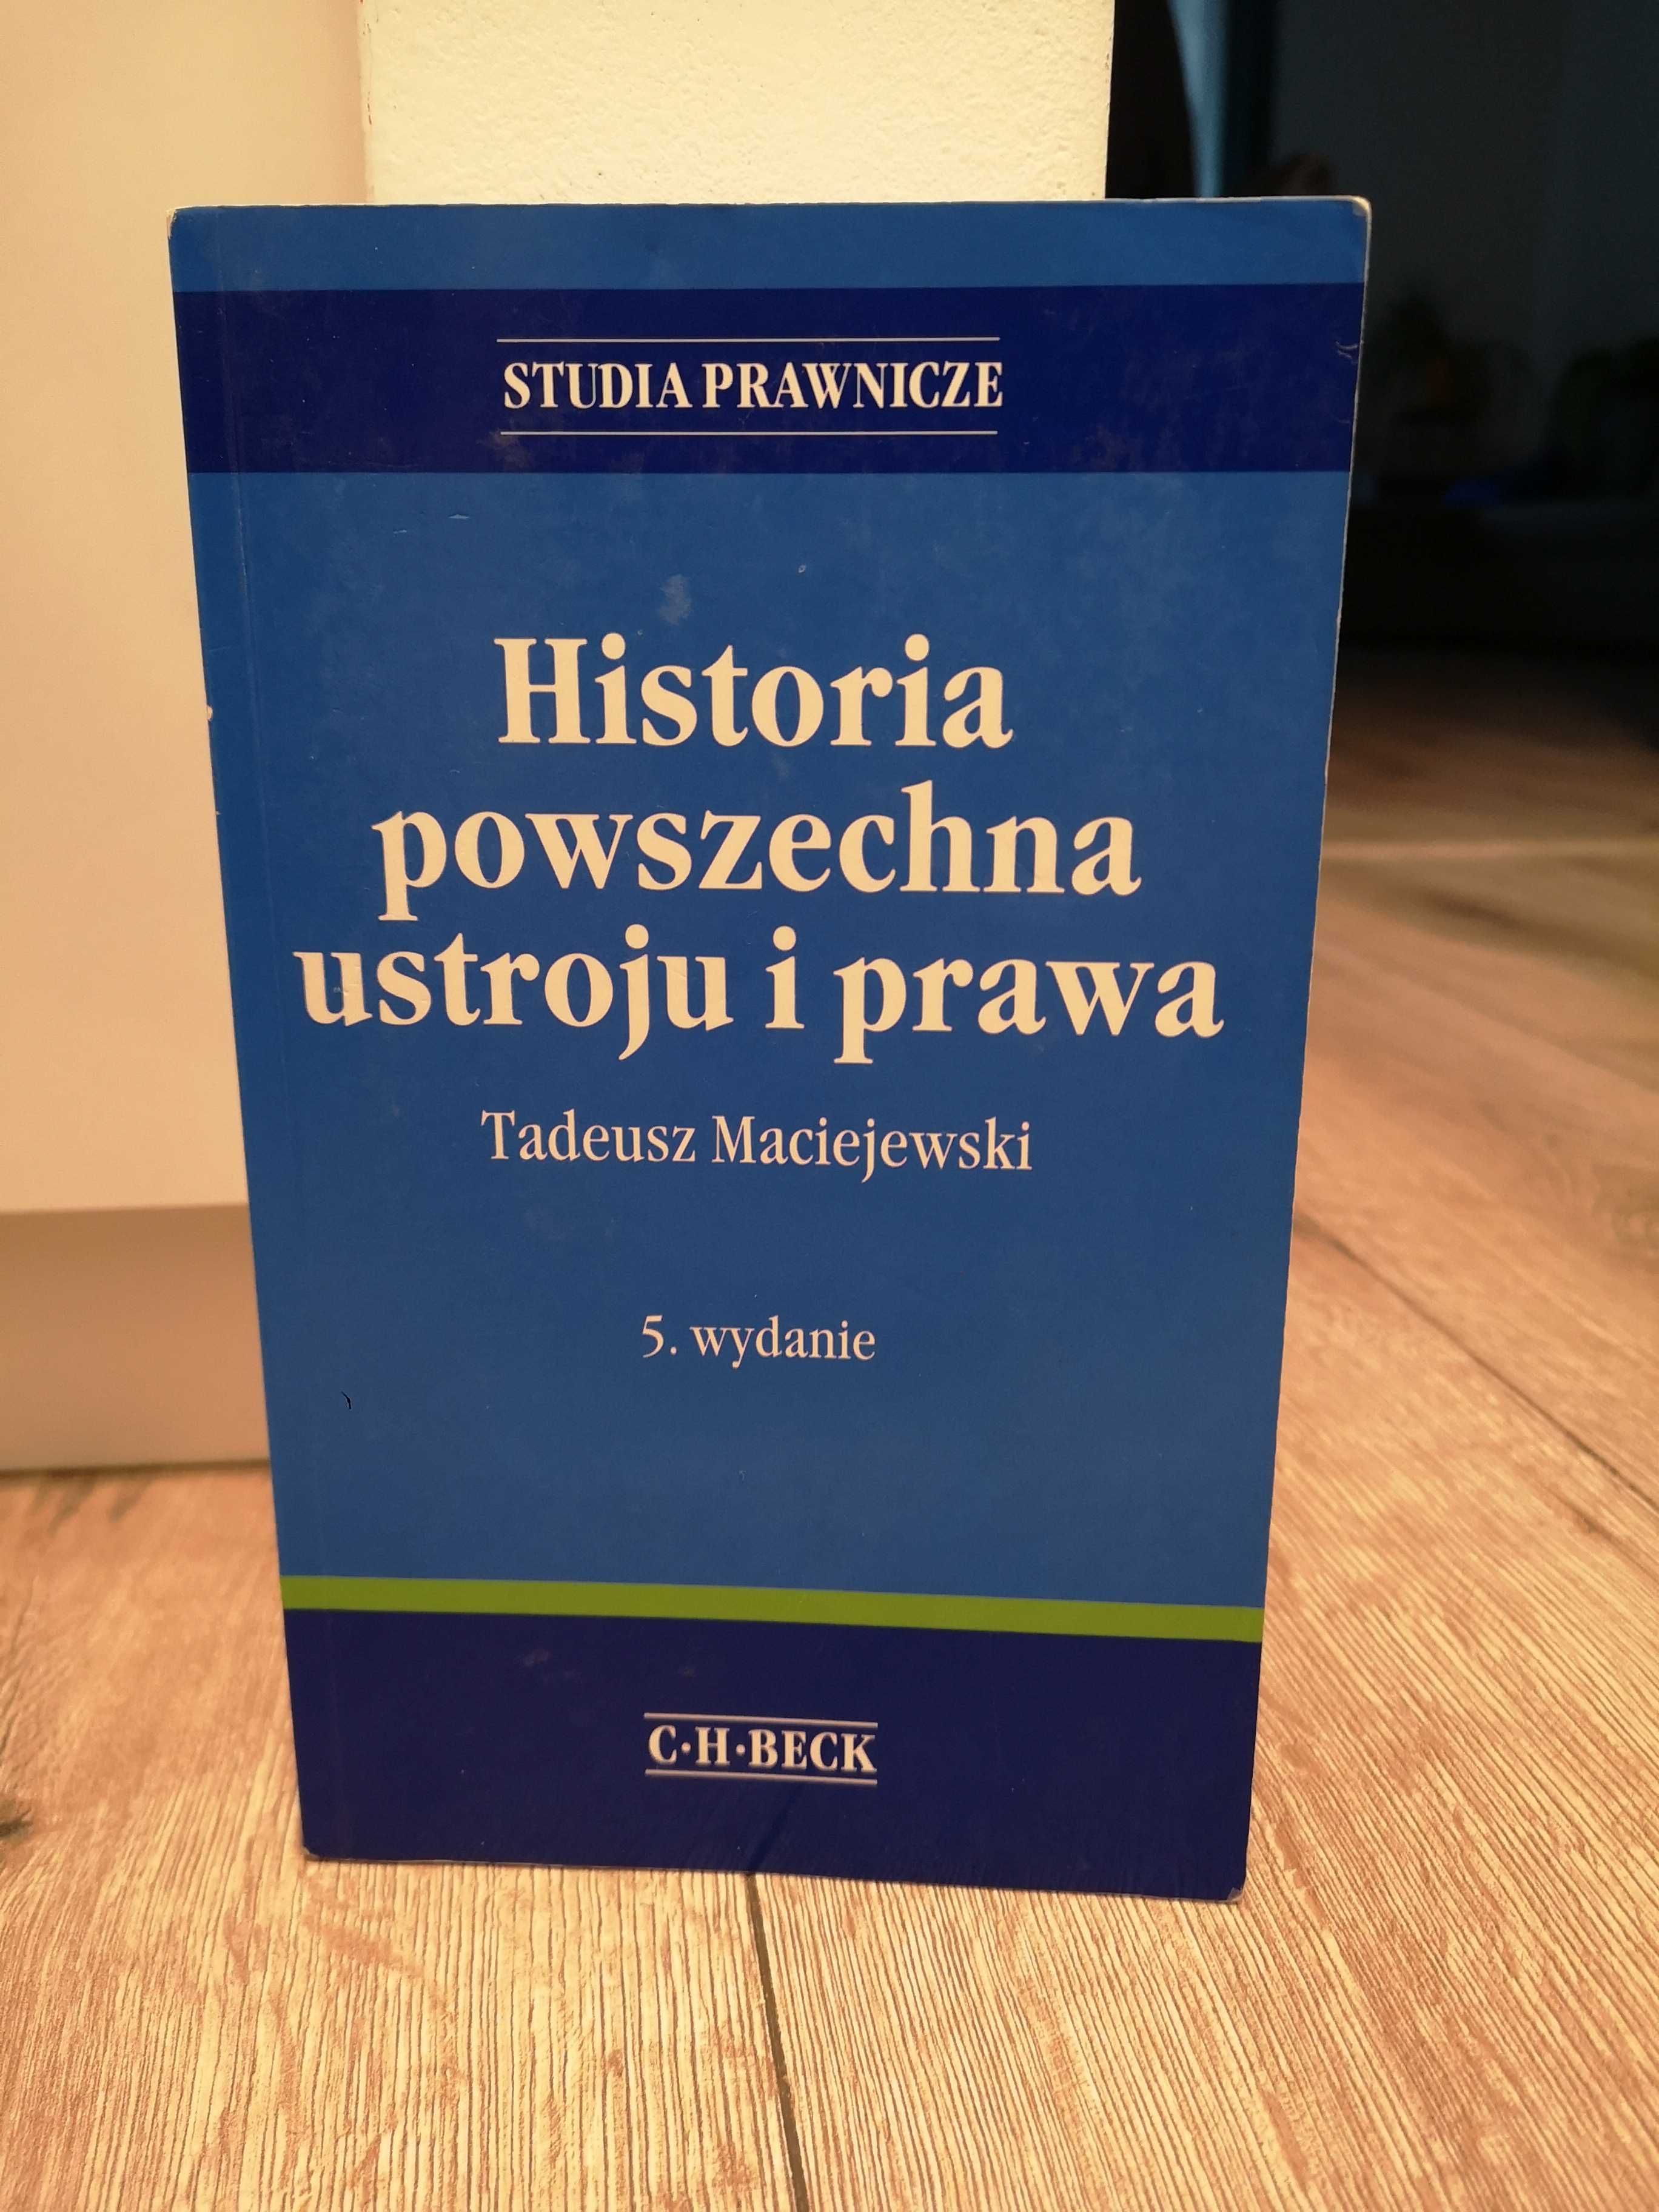 STUDIA PRAWNICZE
Historia
powszechna
ustroju i prawa
Tadeusz Maciejewski
5. wydanie
C·H·BECK